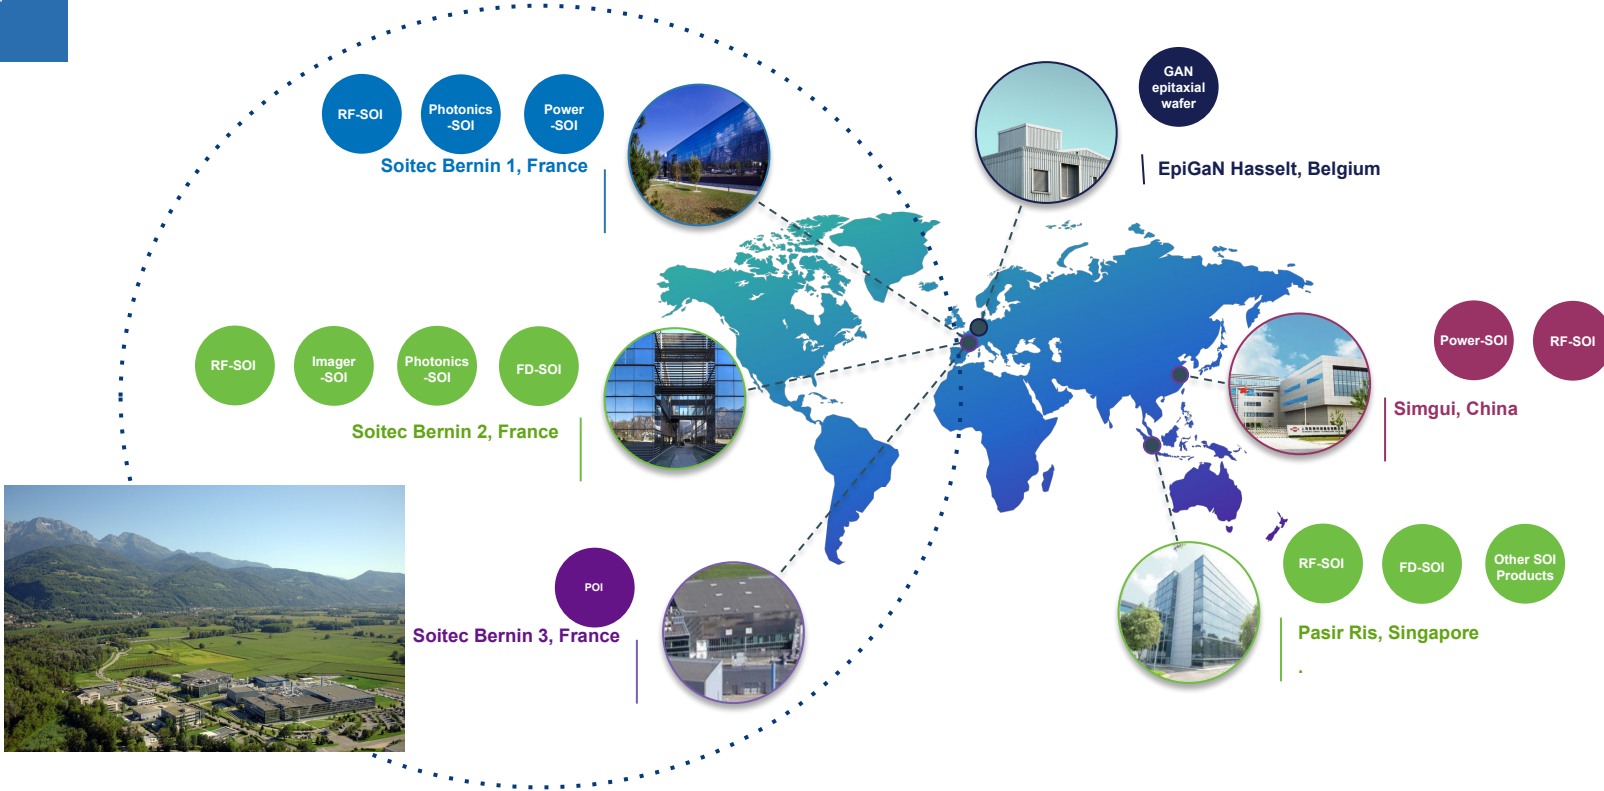 RF-SOI
Photonics
-SOI
Power
-SOI
Soitec Bernin 1, France
GAN
epitaxial
wafer
EpiGaN Hasselt, Belgium
RF-SOI
Imager
-SOI
Photonics
-SOI
FD-SOI
Soitec Bernin 2, France
Power-SOI
RF-SOI
Simgui, China
POI
Soitec Bernin 3, France
RF-SOI
FD-SOI
Other SOI
Products
Pasir Ris, Singapore
.